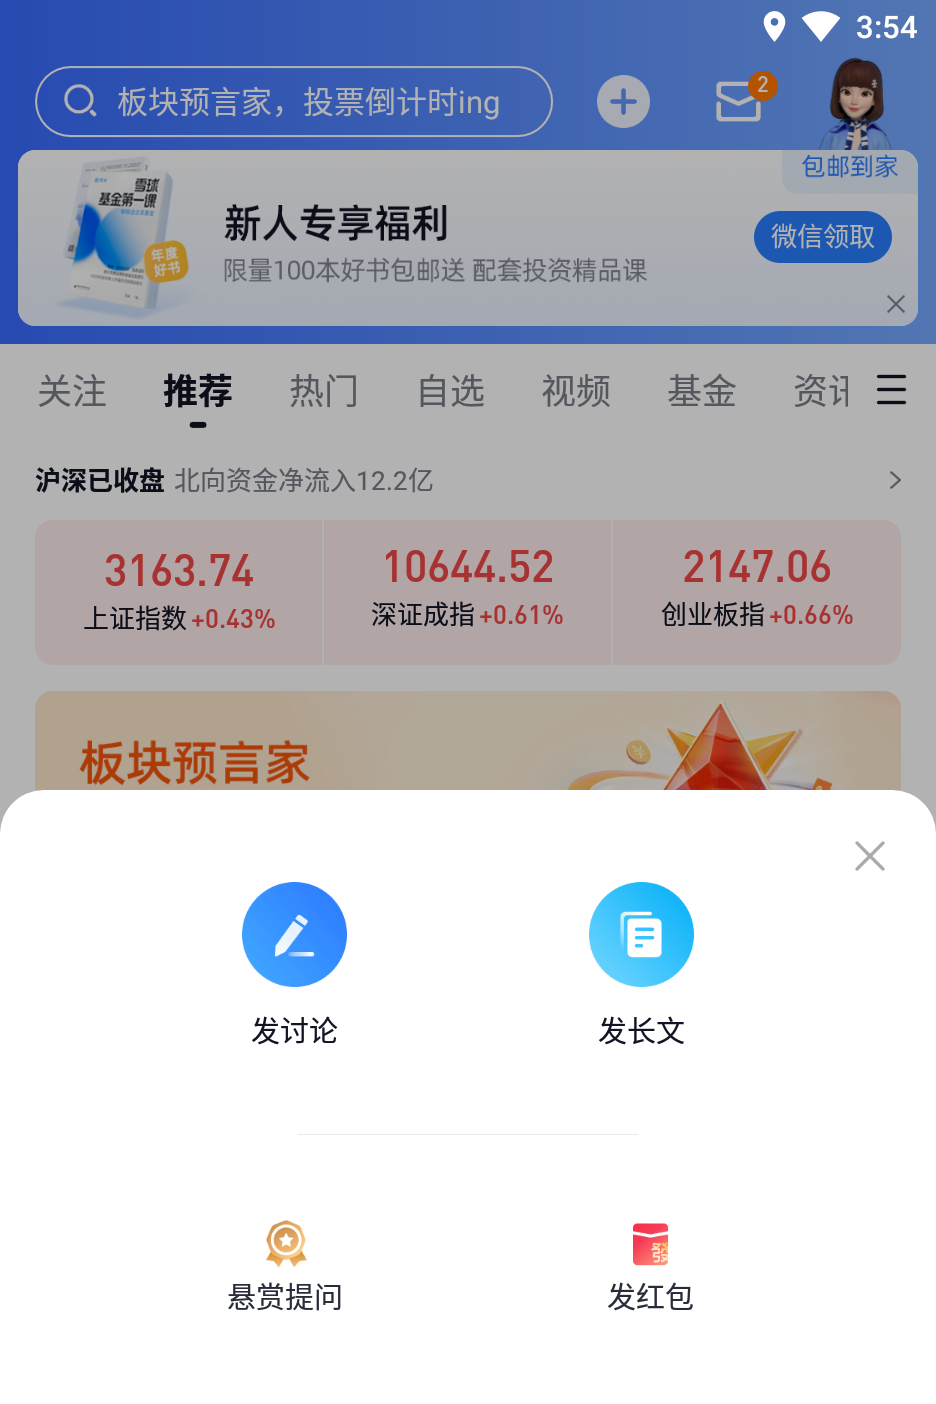 3:54
板块预言家，投票倒计时ing
2
包邮到家
雪球
基金第一课
年度
好书
新人专享福利
限量100本好书包邮送 配套投资精品课
微信领取
关注 推荐 热门 自选 视频 基金 资讯
沪深已收盘 北向资金净流入12.2亿
3163.74 10644.52 2147.06
上证指数 +0.43% 深证成指 +0.61% 创业板指 +0.66%
板块预言家
发讨论 发长文
悬赏提问 发红包